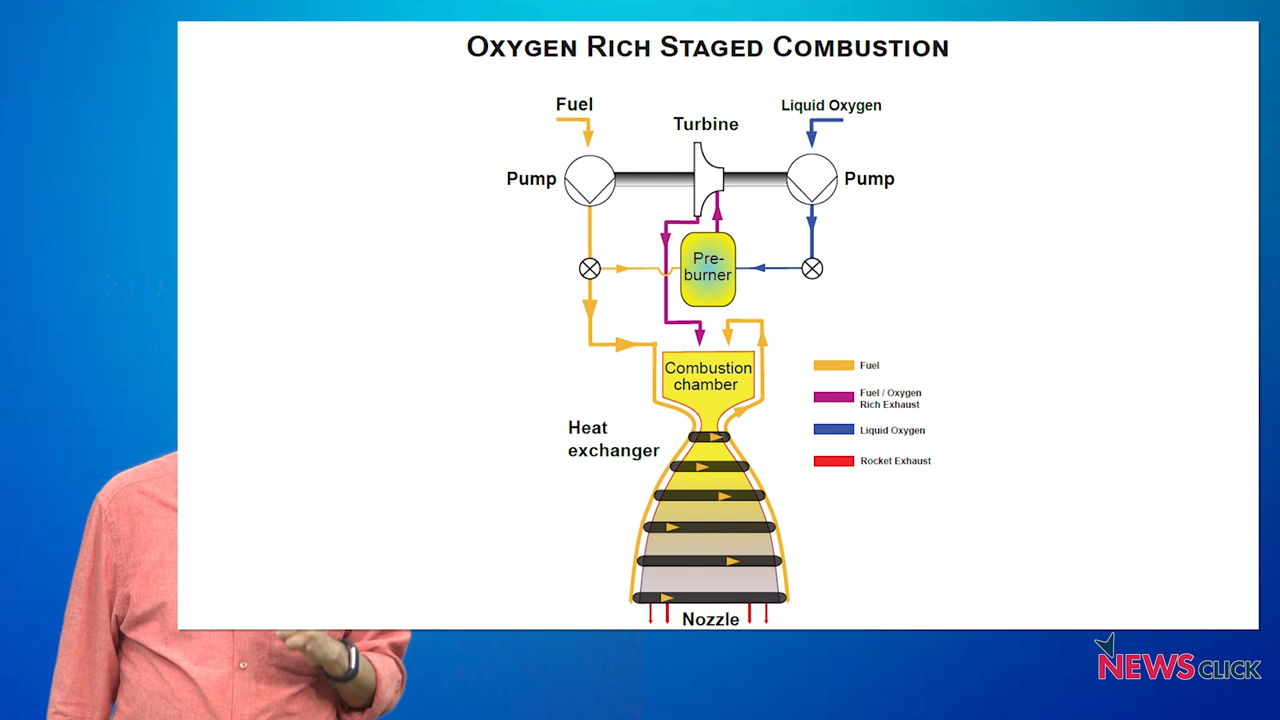 OXYGEN RICH STAGED COMBUSTION
Fuel
Liquid Oxygen
Turbine
Pump
Pump
Pre-
burner
Combustion
chamber
Heat
exchanger
Fuel
Fuel / Oxygen
Rich Exhaust
Liquid Oxygen
Rocket Exhaust
Nozzle
NEWSCLICK